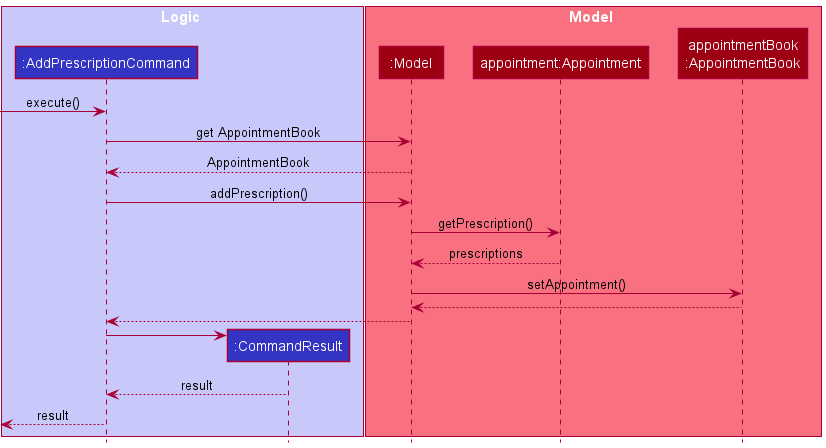 Logic
Model
:AddPrescriptionCommand
:Model
appointment:Appointment
appointmentBook
:AppointmentBook
execute()
get AppointmentBook
AppointmentBook
addPrescription()
getPrescription()
prescriptions
setAppointment()
:CommandResult
result
result